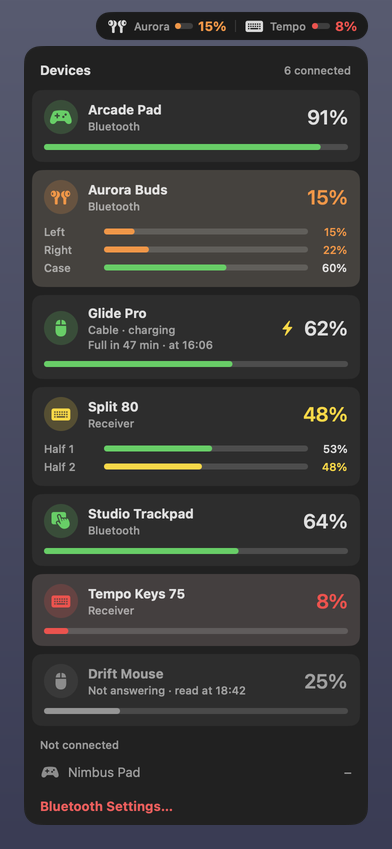 Aurora 15% Tempo 8%
Devices 6 connected
Arcade Pad
Bluetooth
91%
Aurora Buds
Bluetooth
15%
Left 15%
Right 22%
Case 60%
Glide Pro
Cable · charging
Full in 47 min · at 16:06
62%
Split 80
Receiver
48%
Half 1 53%
Half 2 48%
Studio Trackpad
Bluetooth
64%
Tempo Keys 75
Receiver
8%
Drift Mouse
Not answering · read at 18:42
25%
Not connected
Nimbus Pad –
Bluetooth Settings...